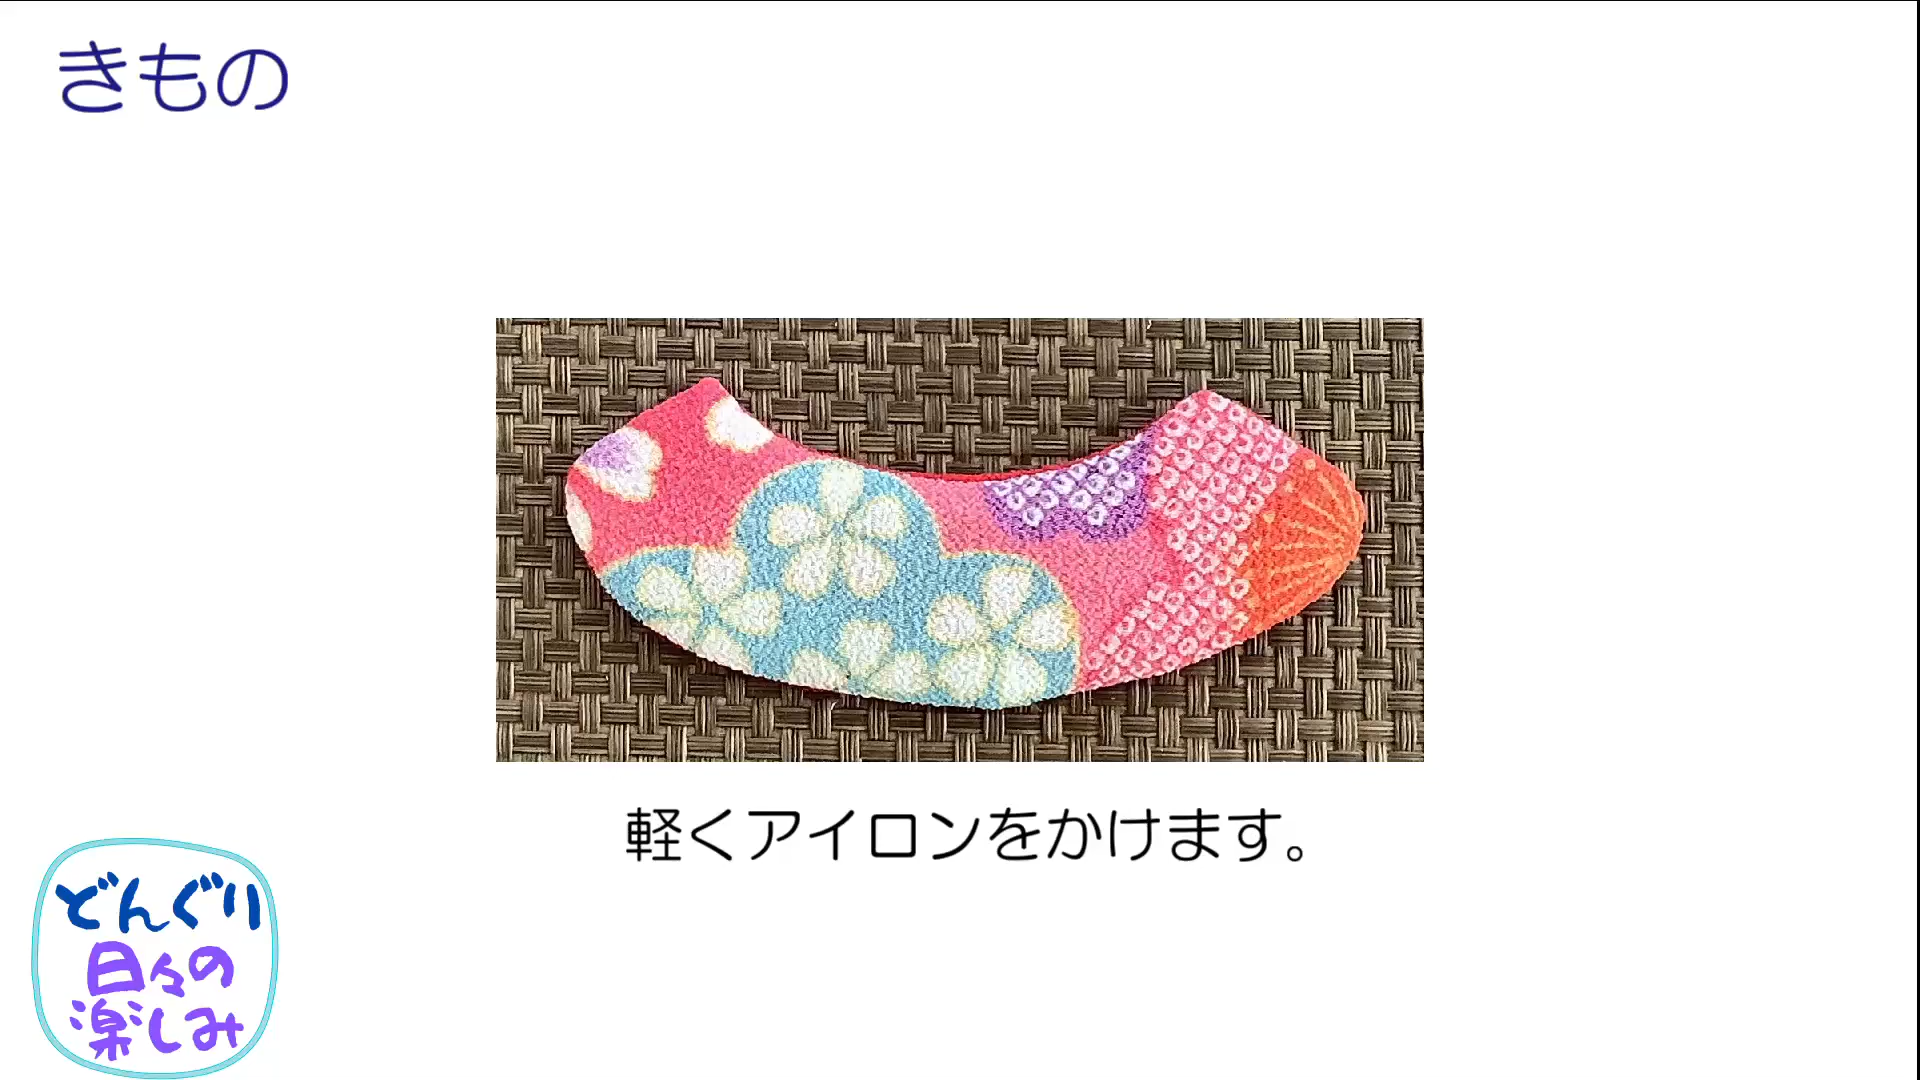 きもの
軽くアイロンをかけます。
どんぐり
日々の
楽しみ